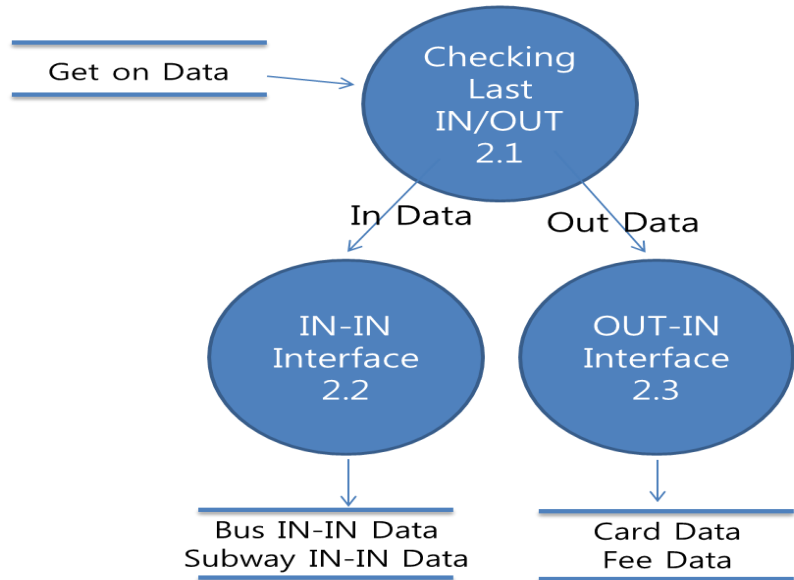 Get on Data
Checking
Last
IN/OUT
2.1
In Data
Out Data
IN-IN
Interface
2.2
OUT-IN
Interface
2.3
Bus IN-IN Data
Subway IN-IN Data
Card Data
Fee Data